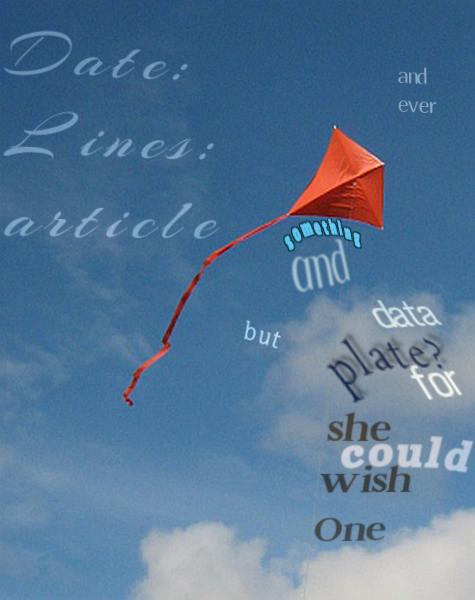 Date:
Lines:
article
and
ever
something
and
but
data
plate?
for
she
could
wish
One